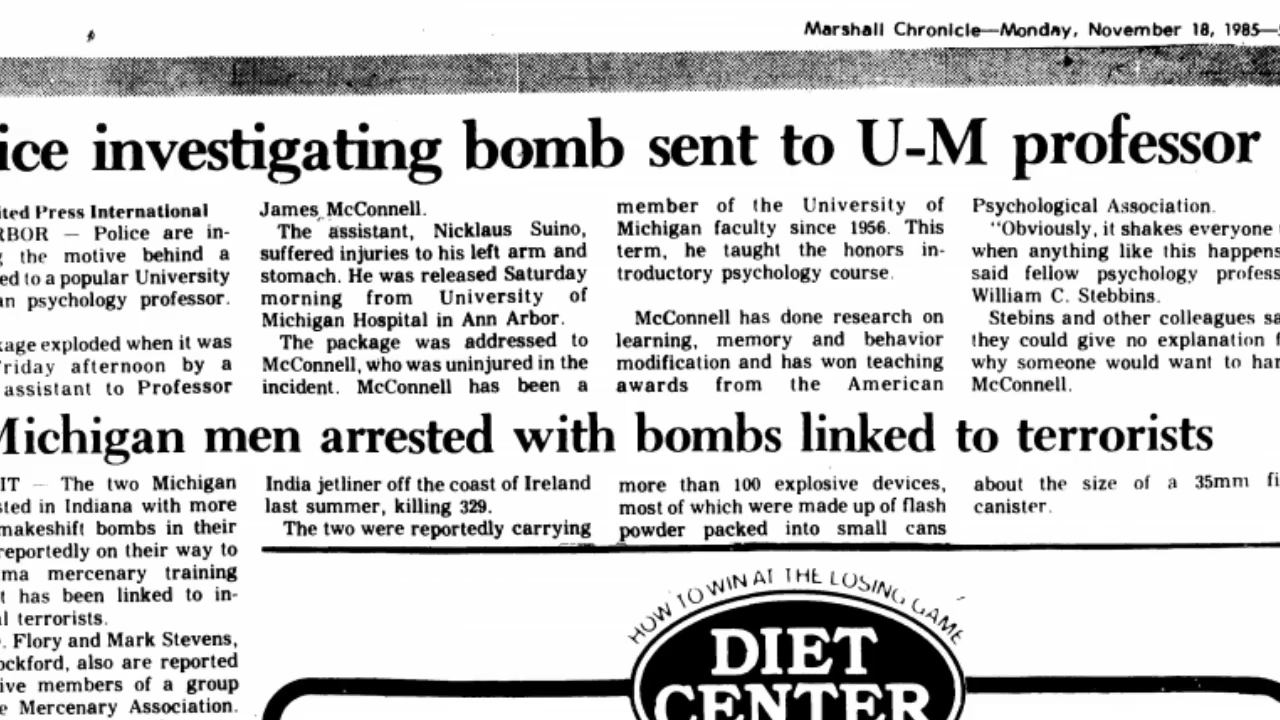 Marshall Chronicle—Monday, November 18, 1985—
ice investigating bomb sent to U-M professor
ited Press International
RBOR — Police are in-
g the motive behind a
ed to a popular University
an psychology professor.
kage exploded when it was
Friday afternoon by a
assistant to Professor
James McConnell.
The assistant, Nicklaus Suino,
suffered injuries to his left arm and
stomach. He was released Saturday
morning from University of
Michigan Hospital in Ann Arbor.
The package was addressed to
McConnell, who was uninjured in the
incident. McConnell has been a
member of the University of
Michigan faculty since 1956. This
term, he taught the honors in-
troductory psychology course.
McConnell has done research on
learning, memory and behavior
modification and has won teaching
awards from the American
Psychological Association.
"Obviously, it shakes everyone
when anything like this happens
said fellow psychology profess
William C. Stebbins.
Stebins and other colleagues sa
they could give no explanation f
why someone would want to har
McConnell.
Michigan men arrested with bombs linked to terrorists
IT — The two Michigan
sted in Indiana with more
makeshift bombs in their
reportedly on their way to
ma mercenary training
t has been linked to in-
l terrorists.
. Flory and Mark Stevens,
ockford, also are reported
ive members of a group
e Mercenary Association.
India jetliner off the coast of Ireland
last summer, killing 329.
The two were reportedly carrying
more than 100 explosive devices,
most of which were made up of flash
powder packed into small cans
about the size of a 35mm fi
canister.
HOW TO WIN AT THE LOSING GAME
DIET
CENTER